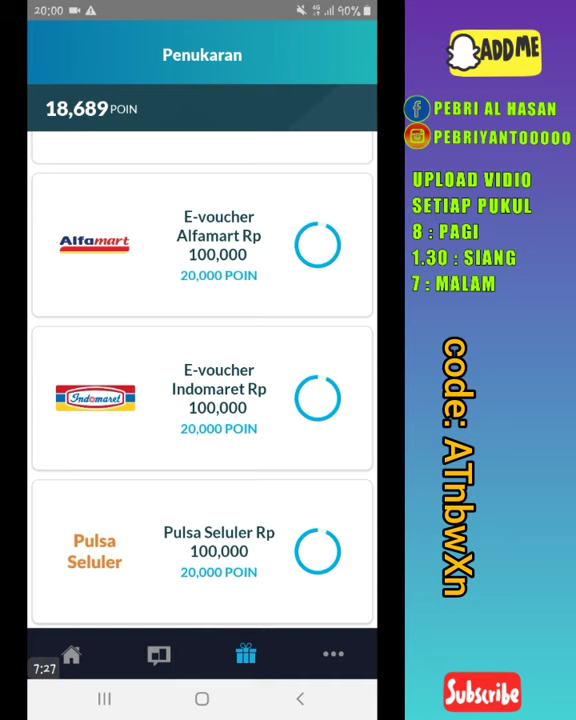 20:00
4G
90%
Penukaran
18,689 POIN
Alfamart
E-voucher
Alfamart Rp
100,000
20,000 POIN
Indomaret
E-voucher
Indomaret Rp
100,000
20,000 POIN
Pulsa
Seluler
Pulsa Seluler Rp
100,000
20,000 POIN
7:27
ADD ME
PEBRI AL HASAN
PEBRIYANTO0000
UPLOAD VIDIO
SETIAP PUKUL
8 : PAGI
1.30 : SIANG
7 : MALAM
code: ATnbwXn
Subscribe